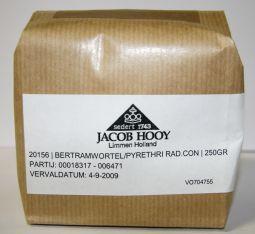 sedert 1743
JACOB HOOY
Limmen Holland
20156 | BERTRAMWORTEL/PYRETHRI RAD.CON | 250GR
PARTIJ: 00018317 - 006471
VERVALDATUM: 4-9-2009
VO704755